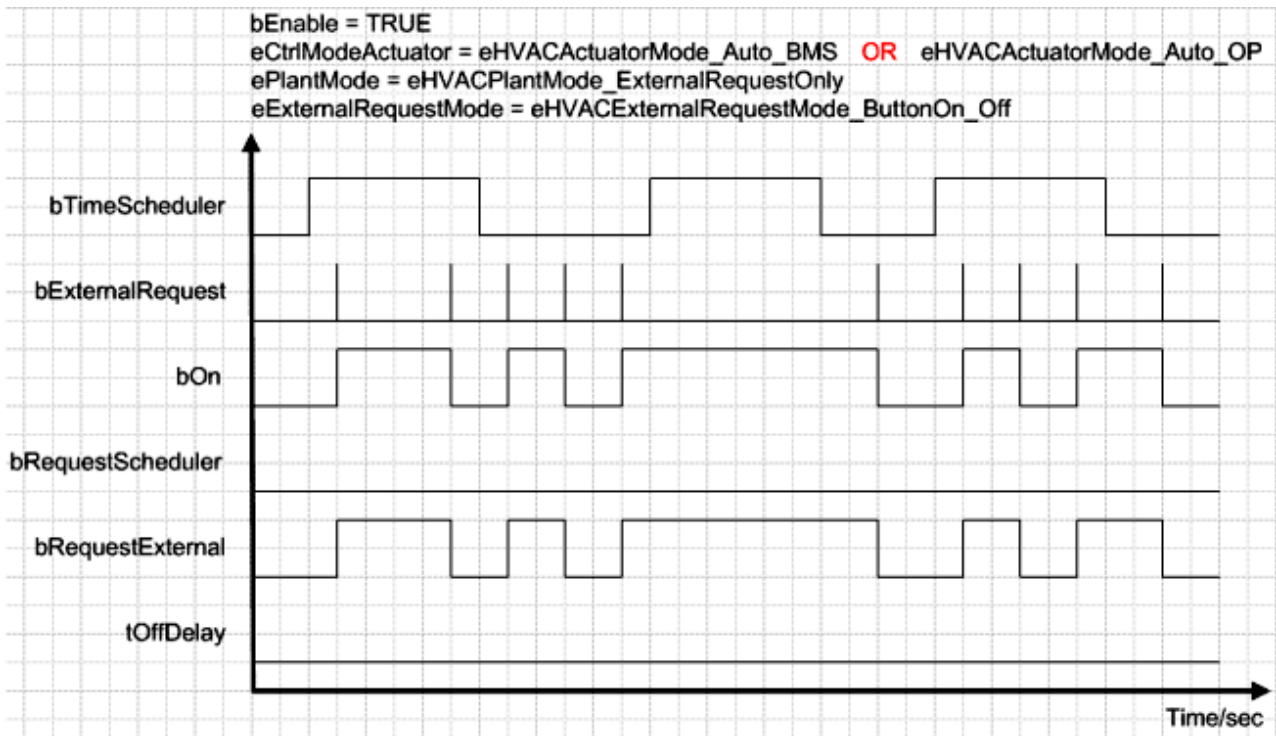 bEnable = TRUE
eCtrlModeActuator = eHVACActuatorMode_Auto_BMS OR eHVACActuatorMode_Auto_OP
ePlantMode = eHVACPlantMode_ExternalRequestOnly
eExternalRequestMode = eHVACExternalRequestMode_ButtonOn_Off
bTimeScheduler
bExternalRequest
bOn
bRequestScheduler
bRequestExternal
tOffDelay
Time/sec